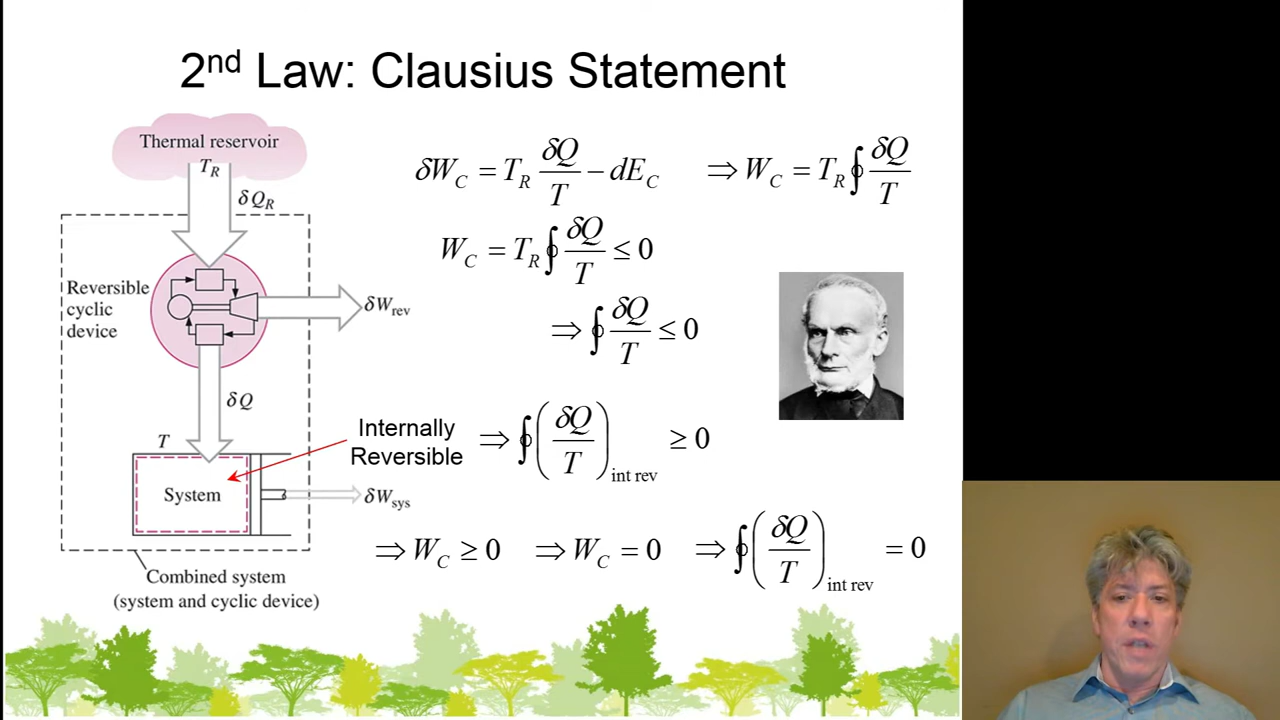 2nd Law: Clausius Statement
Thermal reservoir
T_R
δQ_R
Reversible
cyclic
device
δW_rev
δQ
T
System
δW_sys
Combined system
(system and cyclic device)
δW_C = T_R δQ/T − dE_C ⇒ W_C = T_R ∮ δQ/T
W_C = T_R ∮ δQ/T ≤ 0
⇒ ∮ δQ/T ≤ 0
Internally
Reversible
⇒ ∮ (δQ/T)_int rev ≥ 0
⇒ W_C ≥ 0 ⇒ W_C = 0 ⇒ ∮ (δQ/T)_int rev = 0